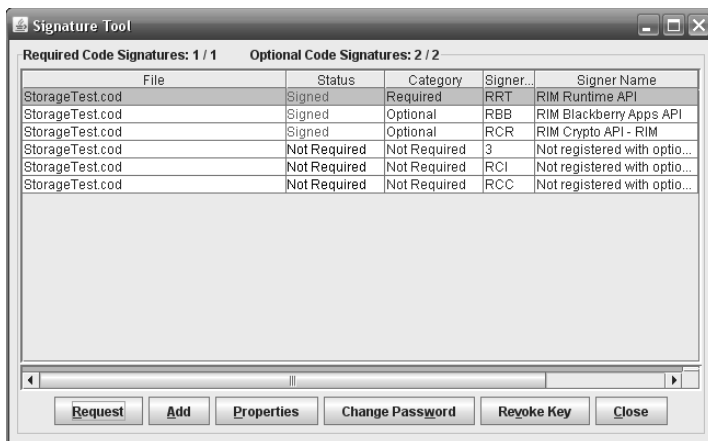 Signature Tool
Required Code Signatures: 1 / 1 Optional Code Signatures: 2 / 2
File Status Category Signer... Signer Name
StorageTest.cod Signed Required RRT RIM Runtime API
StorageTest.cod Signed Optional RBB RIM Blackberry Apps API
StorageTest.cod Signed Optional RCR RIM Crypto API - RIM
StorageTest.cod Not Required Not Required 3 Not registered with optio...
StorageTest.cod Not Required Not Required RCI Not registered with optio...
StorageTest.cod Not Required Not Required RCC Not registered with optio...
Request Add Properties Change Password Revoke Key Close